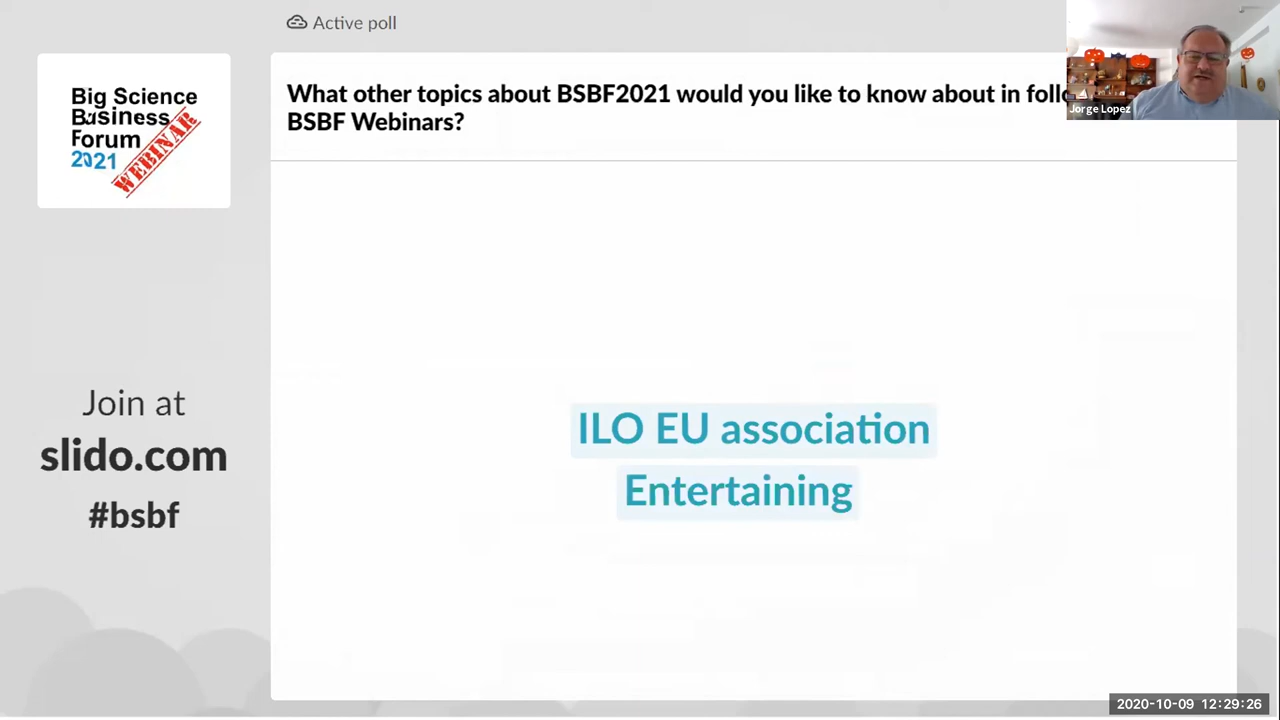 Active poll
What other topics about BSBF2021 would you like to know about in
BSBF Webinars?
Jorge Lopez
Big Science
Business
Forum
2021
WEBINAR
ILO EU association
Entertaining
Join at
slido.com
#bsbf
2020-10-09 12:29:26